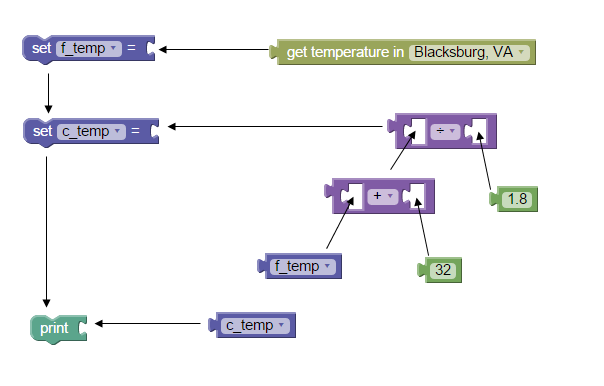 set f_temp =
get temperature in Blacksburg, VA
set c_temp =
÷
+
1.8
f_temp
32
print
c_temp